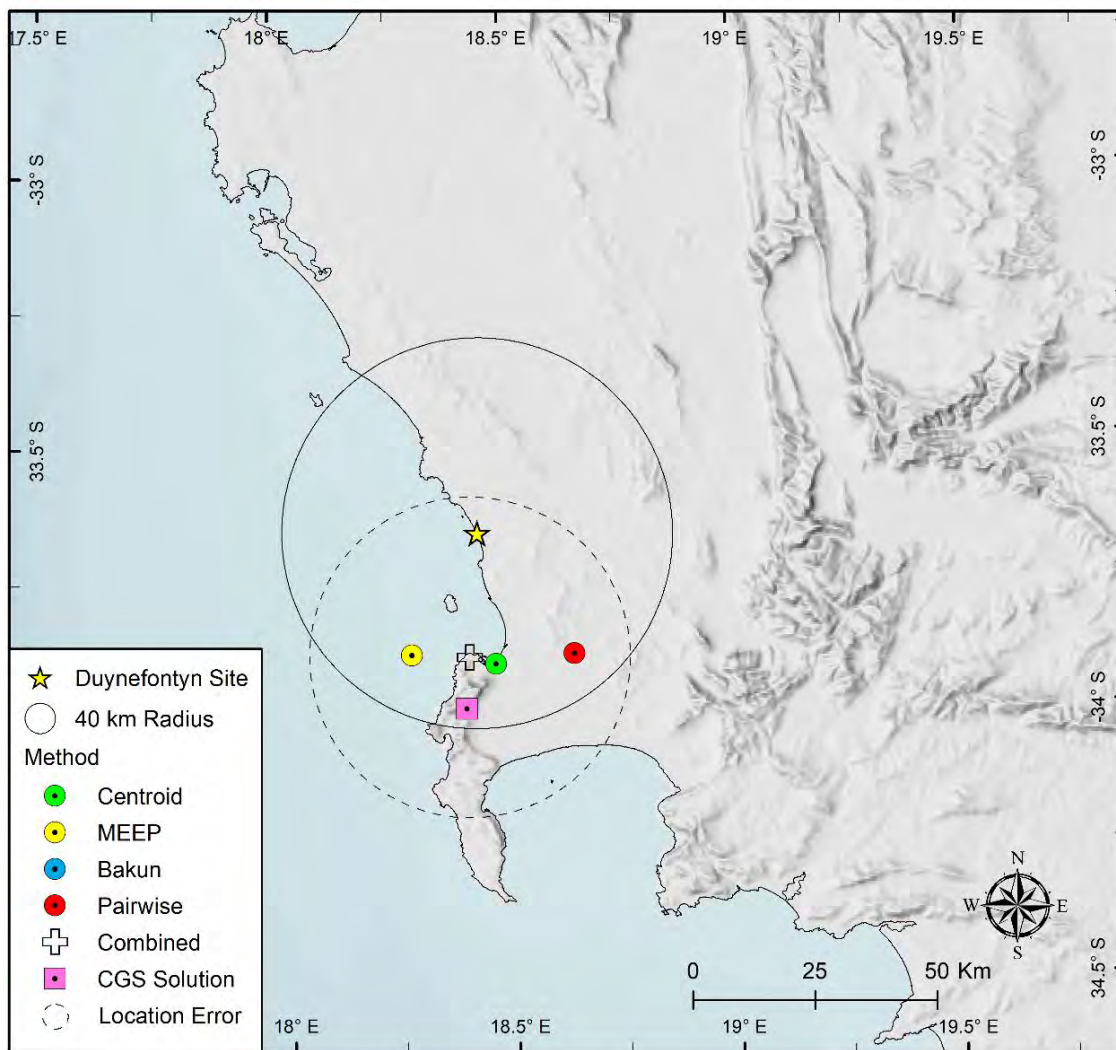 17.5° E
18° E
18.5° E
19° E
19.5° E
-33° S
-33° S
33.5° S
33.5° S
-34° S
34.5° S
Duynefontyn Site
40 km Radius
Method
Centroid
MEEP
Bakun
Pairwise
Combined
CGS Solution
Location Error
N
W E
S
0 25 50 Km
18° E
18.5° E
19° E
19.5° E